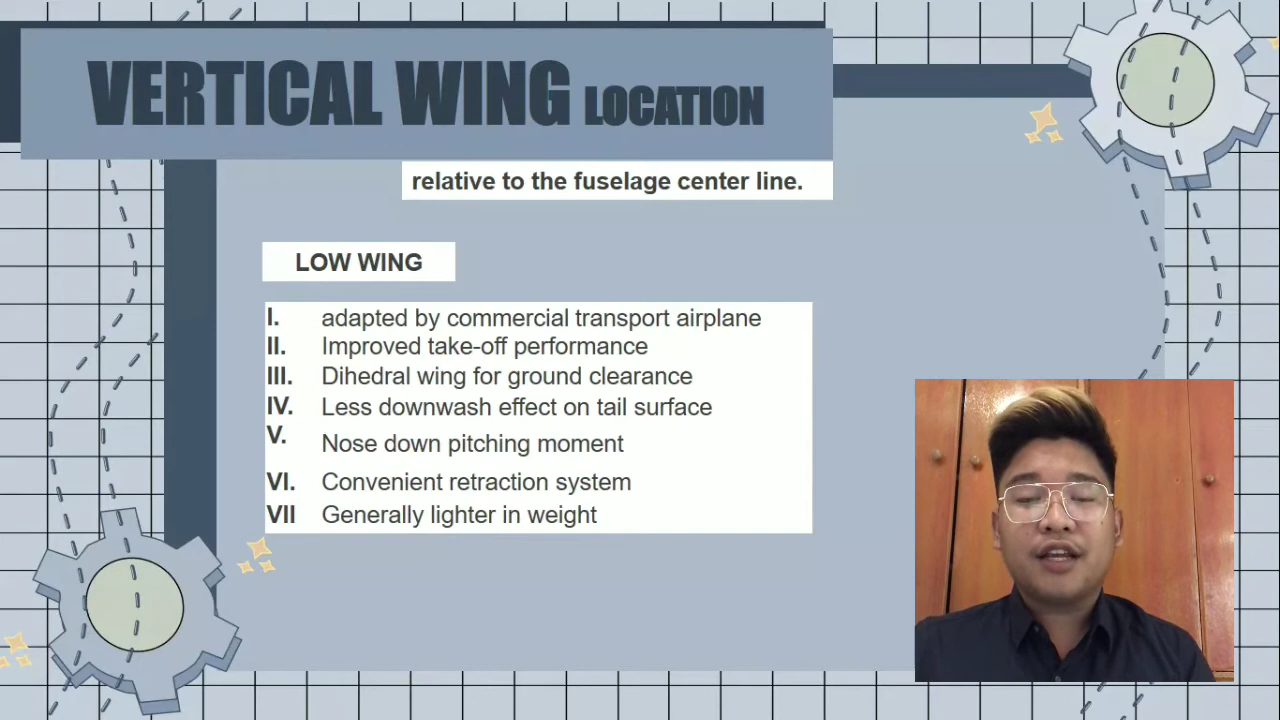 VERTICAL WING LOCATION
relative to the fuselage center line.
LOW WING
I. adapted by commercial transport airplane
II. Improved take-off performance
III. Dihedral wing for ground clearance
IV. Less downwash effect on tail surface
V. Nose down pitching moment
VI. Convenient retraction system
VII Generally lighter in weight